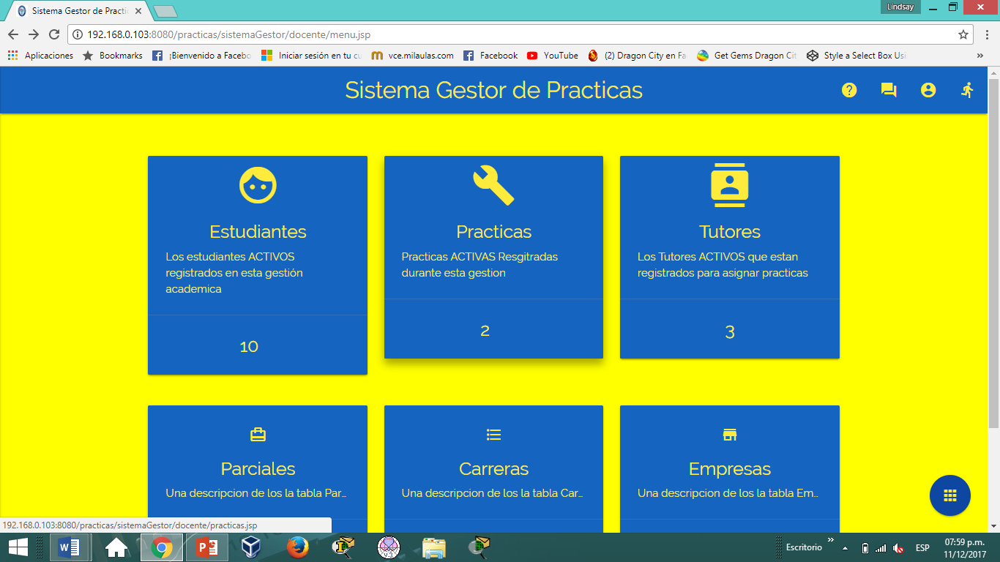 Sistema Gestor de Practic
Lindsay
192.168.0.103:8080/practicas/sistemaGestor/docente/menu.jsp
Aplicaciones Bookmarks ¡Bienvenido a Facebo Iniciar sesión en tu cu vce.milaulas.com Facebook YouTube (2) Dragon City en Fa Get Gems Dragon Cit Style a Select Box Usi »
Sistema Gestor de Practicas
Estudiantes
Los estudiantes ACTIVOS
registrados en esta gestión
academica
10
Practicas
Practicas ACTIVAS Resgitradas
durante esta gestion
2
Tutores
Los Tutores ACTIVOS que estan
registrados para asignar practicas
3
Parciales
Una descripcion de los la tabla Par...
Carreras
Una descripcion de los la tabla Car...
Empresas
Una descripcion de los la tabla Em...
192.168.0.103:8080/practicas/sistemaGestor/docente/practicas.jsp
Escritorio » ESP
07:59 p.m.
11/12/2017